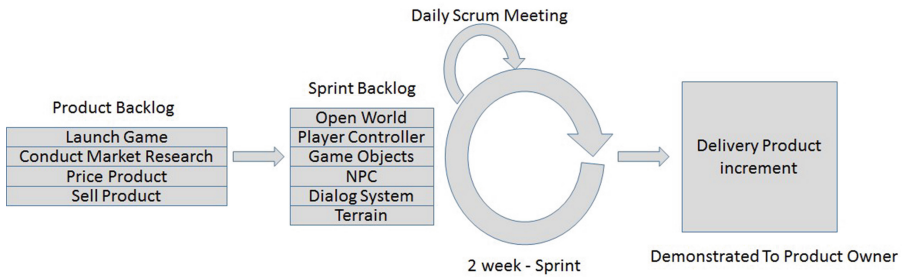 Daily Scrum Meeting
Product Backlog
Launch Game
Conduct Market Research
Price Product
Sell Product
Sprint Backlog
Open World
Player Controller
Game Objects
NPC
Dialog System
Terrain
2 week - Sprint
Delivery Product
increment
Demonstrated To Product Owner